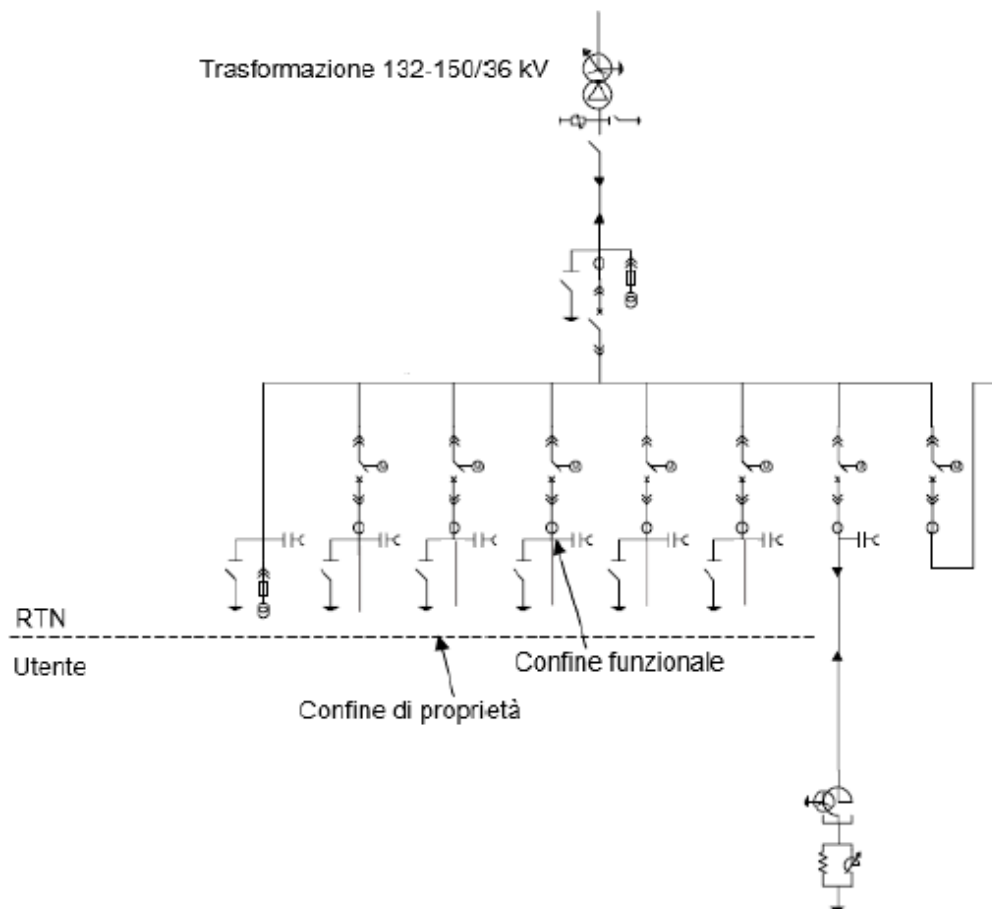 Trasformazione 132-150/36 kV
RTN
Utente
Confine funzionale
Confine di proprietà